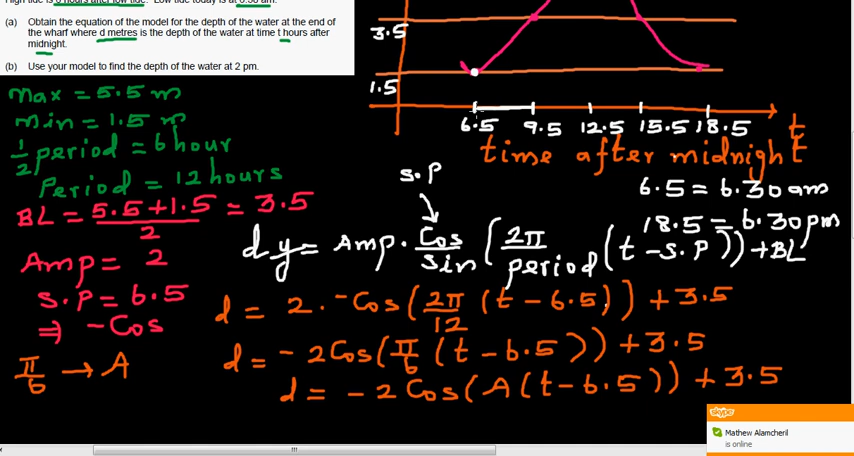 High tide is 6 hours after low tide. Low tide today is at 6:30 am.
(a) Obtain the equation of the model for the depth of the water at the end of
the wharf where d metres is the depth of the water at time t hours after
midnight.
(b) Use your model to find the depth of the water at 2 pm.
3.5
1.5
6.5 9.5 12.5 15.5 18.5 t
time after midnight
6.5 = 6.30am
18.5 = 6.30pm
max = 5.5 m
min = 1.5 m
1/2 period = 6 hour
Period = 12 hours
BL = (5.5+1.5)/2 = 3.5
Amp = 2
S.P = 6.5
⇒ -Cos
π/6 → A
S.P
↓
d y = Amp. Cos/Sin (2π/period (t - S.P)) + BL
d = 2. -Cos(2π/12 (t - 6.5)) + 3.5
d = -2Cos(π/6 (t - 6.5)) + 3.5
d = -2Cos(A(t - 6.5)) + 3.5
skype
Mathew Alamcheril
is online